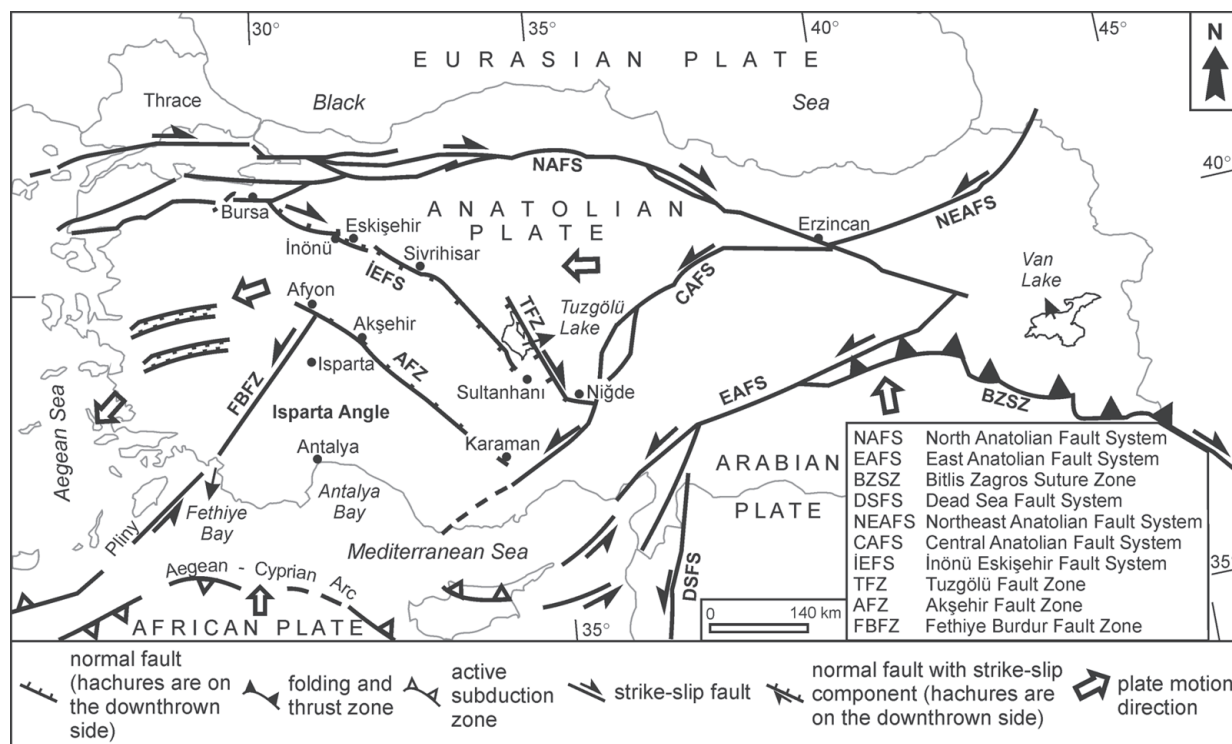 30°
35°
40°
45°
N
EURASIAN PLATE
Thrace
Black
Sea
40°
NAFS
NEAFS
ANATOLIAN
PLATE
Erzincan
Bursa
Eskişehir
İnönü
Sivrihisar
İEFS
CAFS
Van
Lake
Afyon
TFZ
Tuzgölü
Lake
Akşehir
Isparta
AFZ
Sultanhanı
Niğde
EAFS
BZSZ
FBFZ
Isparta Angle
Aegean Sea
Karaman
Antalya
ARABIAN
PLATE
Antalya
Bay
Fethiye
Bay
Pliny
Mediterranean Sea
DSFS
Aegean - Cyprian Arc
AFRICAN PLATE
35°
35
0 140 km
NAFS North Anatolian Fault System
EAFS East Anatolian Fault System
BZSZ Bitlis Zagros Suture Zone
DSFS Dead Sea Fault System
NEAFS Northeast Anatolian Fault System
CAFS Central Anatolian Fault System
İEFS İnönü Eskişehir Fault System
TFZ Tuzgölü Fault Zone
AFZ Akşehir Fault Zone
FBFZ Fethiye Burdur Fault Zone
normal fault
(hachures are on
the downthrown
side)
folding and
thrust zone
active
subduction
zone
strike-slip fault
normal fault with strike-slip
component (hachures are
on the downthrown side)
plate motion
direction